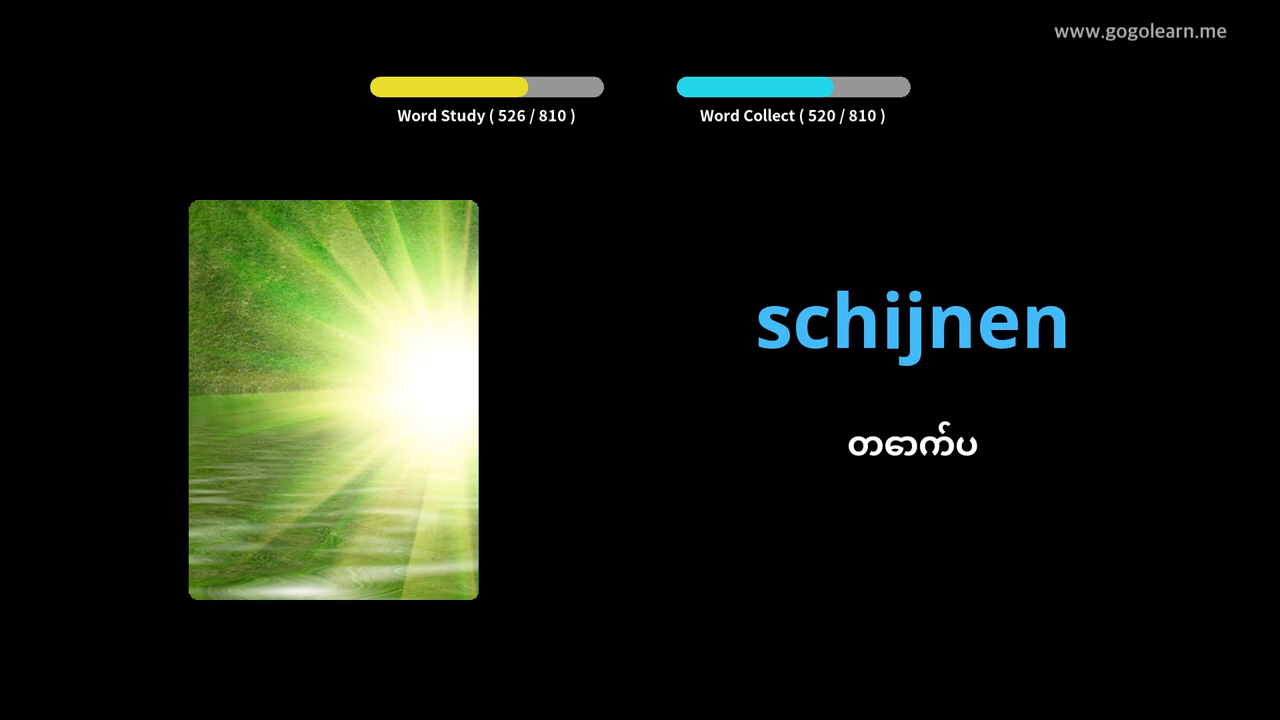 www.gogolearn.me
Word Study ( 526 / 810 )
Word Collect ( 520 / 810 )
schijnen
တောက်ပ